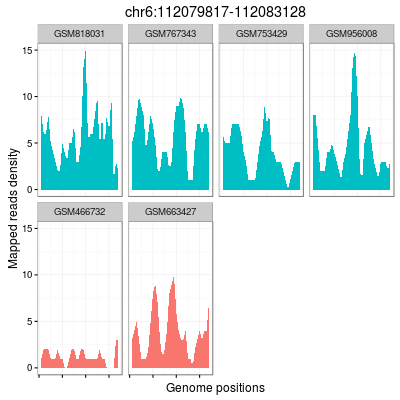 chr6:112079817-112083128
GSM818031 GSM767343 GSM753429 GSM956008
15
10
5
0
GSM466732 GSM663427
15
10
5
0
Mapped reads density
Genome positions